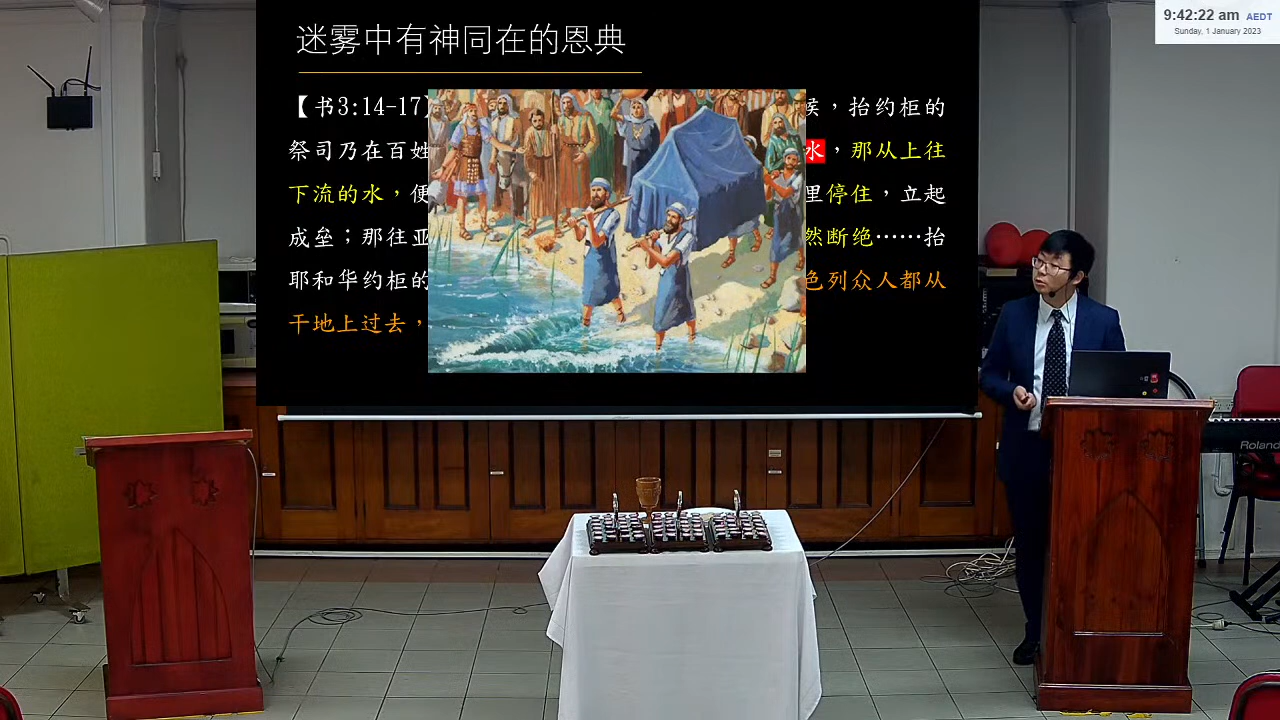 9:42:22 am AEDT
Sunday, 1 January 2023
迷雾中有神同在的恩典
【书3:14-17】 候，抬约柜的
祭司乃在百姓 水，那从上往
下流的水，便 里停住，立起
成垒；那往亚 然断绝……抬
耶和华约柜的 色列众人都从
干地上过去，
Roland